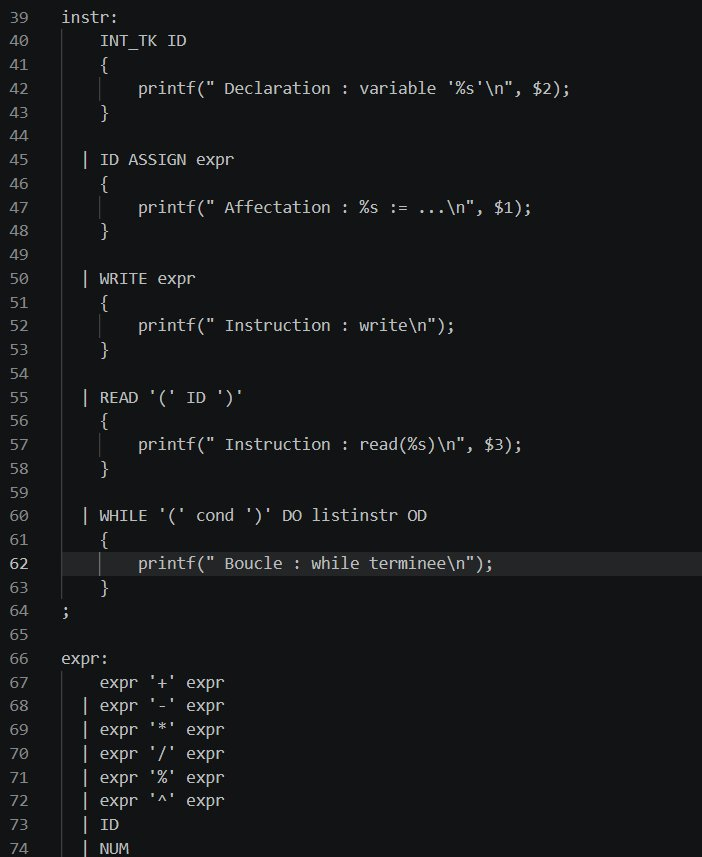 39 instr:
40 INT_TK ID
41 {
42 printf(" Declaration : variable '%s'\n", $2);
43 }
44
45 | ID ASSIGN expr
46 {
47 printf(" Affectation : %s := ...\n", $1);
48 }
49
50 | WRITE expr
51 {
52 printf(" Instruction : write\n");
53 }
54
55 | READ '(' ID ')'
56 {
57 printf(" Instruction : read(%s)\n", $3);
58 }
59
60 | WHILE '(' cond ')' DO listinstr OD
61 {
62 printf(" Boucle : while terminee\n");
63 }
64 ;
65
66 expr:
67 expr '+' expr
68 | expr '-' expr
69 | expr '*' expr
70 | expr '/' expr
71 | expr '%' expr
72 | expr '^' expr
73 | ID
74 | NUM